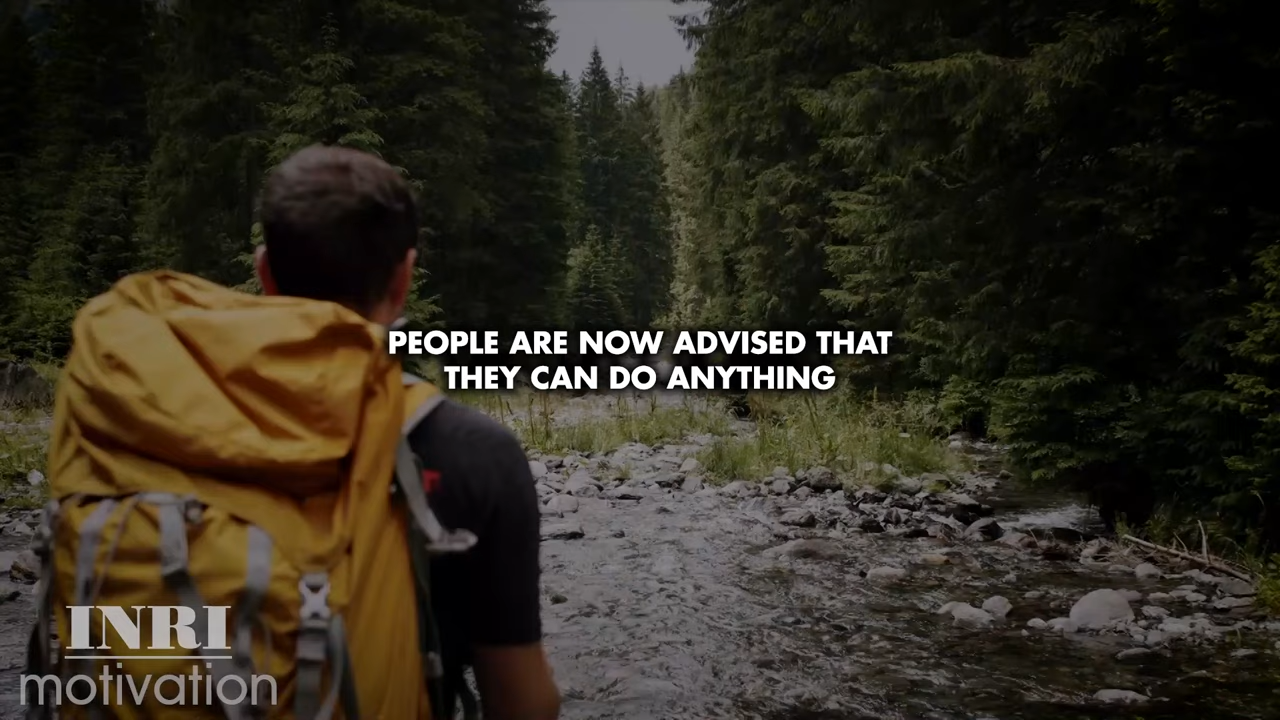 PEOPLE ARE NOW ADVISED THAT
THEY CAN DO ANYTHING
INRI
motivation